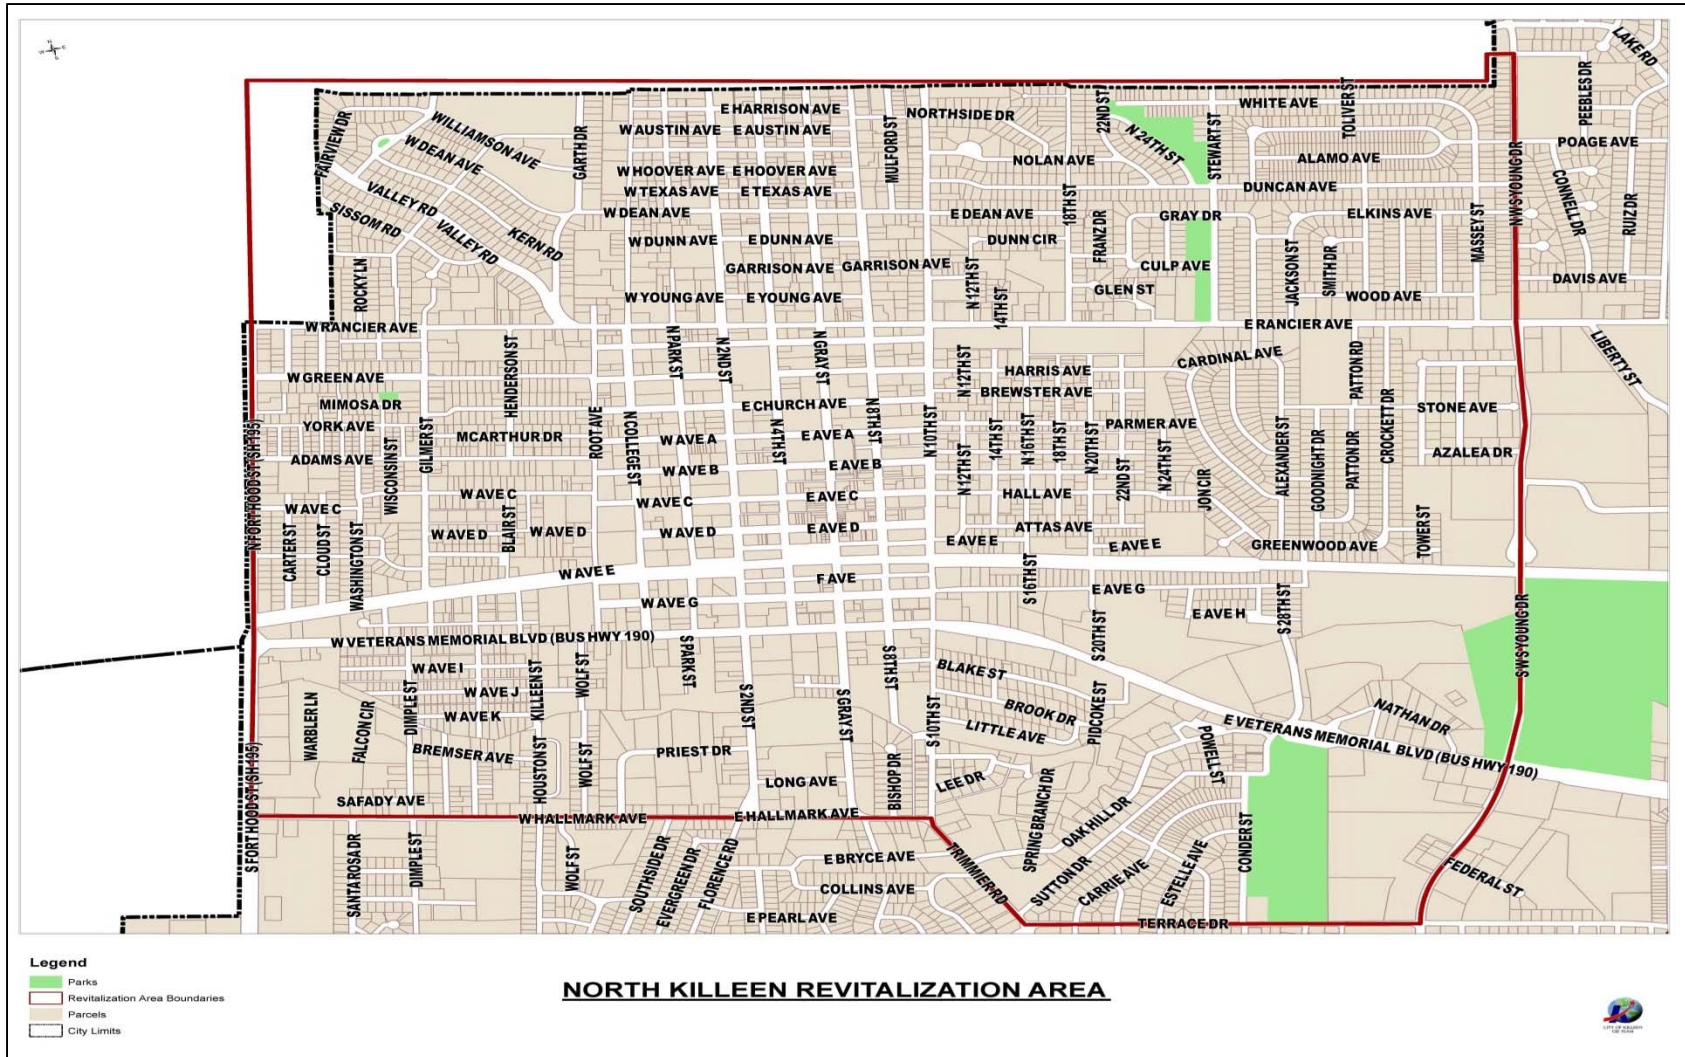 N
W
E
S
LAKE RD
PEEBLES DR
POAGE AVE
CONNELL DR
RUIZ DR
DAVIS AVE
LIBERTY ST
E HARRISON AVE
NORTHSIDE DR
22ND ST
WHITE AVE
TOLIVER ST
FAIRVIEW DR
WILLIAMSON AVE
W DEAN AVE
GARTH DR
W AUSTIN AVE
E AUSTIN AVE
MULFORD ST
N 24TH ST
STEWART ST
W HOOVER AVE
E HOOVER AVE
NOLAN AVE
ALAMO AVE
W TEXAS AVE
E TEXAS AVE
DUNCAN AVE
VALLEY RD
SISSOM RD
VALLEY RD
KERN RD
W DEAN AVE
E DEAN AVE
18TH ST
GRAY DR
ELKINS AVE
MASSEY ST
N W S YOUNG DR
W DUNN AVE
E DUNN AVE
DUNN CIR
FRANZ DR
ROCKY LN
GARRISON AVE
GARRISON AVE
CULP AVE
JACKSON ST
SMITH DR
N 12TH ST
14TH ST
GLEN ST
W YOUNG AVE
E YOUNG AVE
WOOD AVE
W RANCIER AVE
E RANCIER AVE
HENDERSON ST
N PARK ST
N 2ND ST
N GRAY ST
N 12TH ST
CARDINAL AVE
PATTON RD
W GREEN AVE
HARRIS AVE
BREWSTER AVE
MIMOSA DR
E CHURCH AVE
STONE AVE
CROCKETT DR
YORK AVE
MCARTHUR DR
ROOT AVE
N COLLEGE ST
W AVE A
E AVE A
N 4TH ST
N 8TH ST
N 10TH ST
14TH ST
N 16TH ST
18TH ST
N 20TH ST
PARMER AVE
ADAMS AVE
WISCONSIN ST
GILMER ST
W AVE B
E AVE B
N 12TH ST
22ND ST
N 24TH ST
JON CIR
ALEXANDER ST
GOODNIGHT DR
PATTON DR
AZALEA DR
N FORT HOOD ST (SH 195)
W AVE C
W AVE C
W AVE C
E AVE C
HALL AVE
CARTER ST
CLOUD ST
WASHINGTON ST
W AVE D
BLAIR ST
W AVE D
W AVE D
E AVE D
ATTAS AVE
E AVE E
E AVE E
GREENWOOD AVE
TOWER ST
W AVE E
F AVE
S 16TH ST
E AVE G
W AVE G
S 20TH ST
E AVE H
S 28TH ST
S W S YOUNG DR
W VETERANS MEMORIAL BLVD (BUS HWY 190)
S PARK ST
S 8TH ST
W AVE I
W AVE J
KILLEEN ST
WOLF ST
BLAKE ST
W AVE K
DIMPLE ST
S 2ND ST
S GRAY ST
S 10TH ST
BROOK DR
LITTLE AVE
PIDCOKE ST
NATHAN DR
E VETERANS MEMORIAL BLVD (BUS HWY 190)
WARBLER LN
FALCON CIR
BREMSER AVE
HOUSTON ST
WOLF ST
PRIEST DR
LONG AVE
BISHOP DR
LEE DR
SPRING BRANCH DR
POWELL ST
OAK HILL DR
SAFADY AVE
W HALLMARK AVE
E HALLMARK AVE
S FORT HOOD ST (SH 195)
SANTA ROSA DR
DIMPLE ST
WOLF ST
SOUTHSIDE DR
EVERGREEN DR
FLORENCE RD
E BRYCE AVE
COLLINS AVE
E PEARL AVE
TRIMMIER RD
SUTTON DR
CARRIE AVE
ESTELLE AVE
CONDER ST
TERRACE DR
FEDERAL ST
Legend
Parks
Revitalization Area Boundaries
Parcels
City Limits
NORTH KILLEEN REVITALIZATION AREA
CITY OF KILLEEN